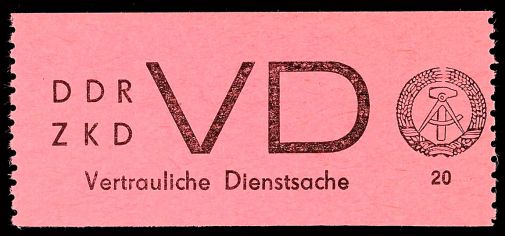 DDR
ZKD
VD
Vertrauliche Dienstsache
20